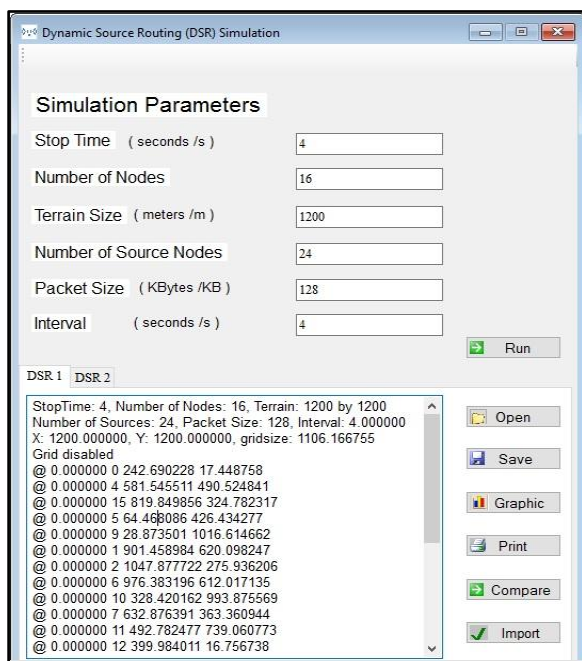 Dynamic Source Routing (DSR) Simulation
Simulation Parameters
Stop Time ( seconds /s ) 4
Number of Nodes 16
Terrain Size ( meters /m ) 1200
Number of Source Nodes 24
Packet Size ( KBytes /KB ) 128
Interval ( seconds /s ) 4
Run
DSR 1 DSR 2
StopTime: 4, Number of Nodes: 16, Terrain: 1200 by 1200
Number of Sources: 24, Packet Size: 128, Interval: 4.000000
X: 1200.000000, Y: 1200.000000, gridsize: 1106.166755
Grid disabled
@ 0.000000 0 242.690228 17.448758
@ 0.000000 4 581.545511 490.524841
@ 0.000000 15 819.849856 324.782317
@ 0.000000 5 64.468086 426.434277
@ 0.000000 9 28.873501 1016.614662
@ 0.000000 1 901.458984 620.098247
@ 0.000000 2 1047.877722 275.936206
@ 0.000000 6 976.383196 612.017135
@ 0.000000 10 328.420162 993.875569
@ 0.000000 7 632.876391 363.360944
@ 0.000000 11 492.782477 739.060773
@ 0.000000 12 399.984011 16.756738
Open
Save
Graphic
Print
Compare
Import